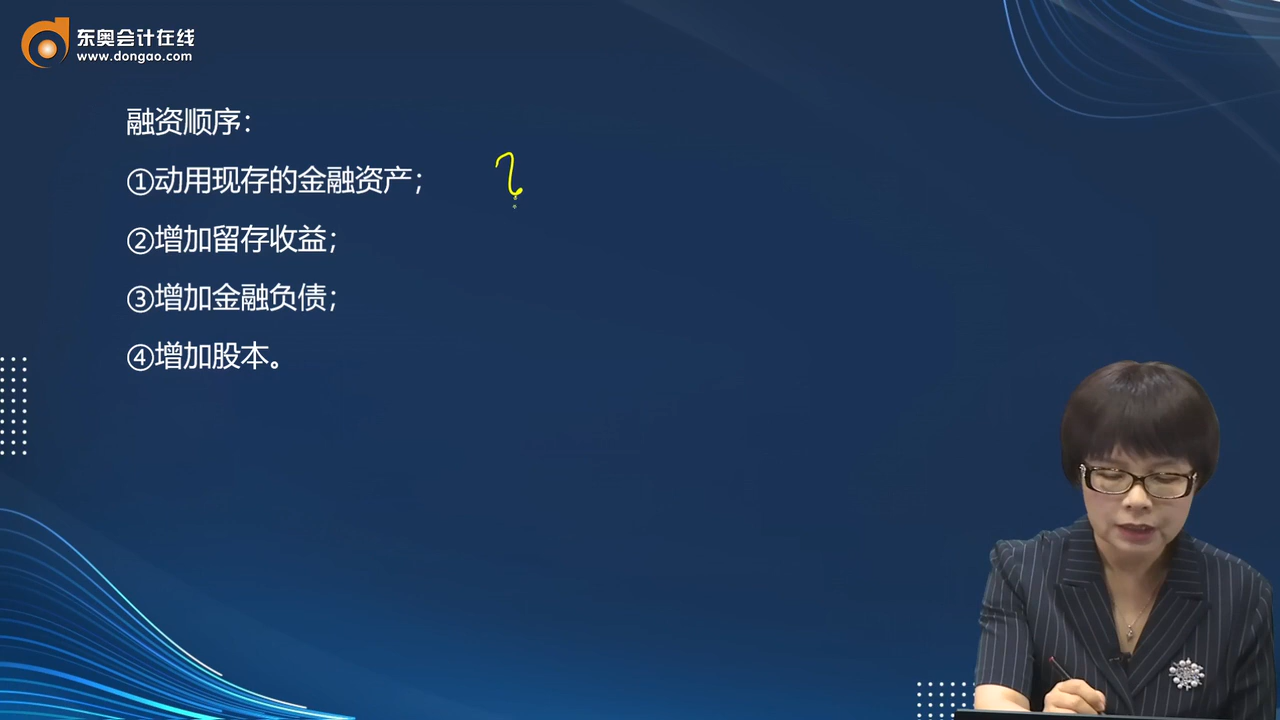 东奥会计在线
www.dongao.com
融资顺序：
①动用现存的金融资产；
②增加留存收益；
③增加金融负债；
④增加股本。